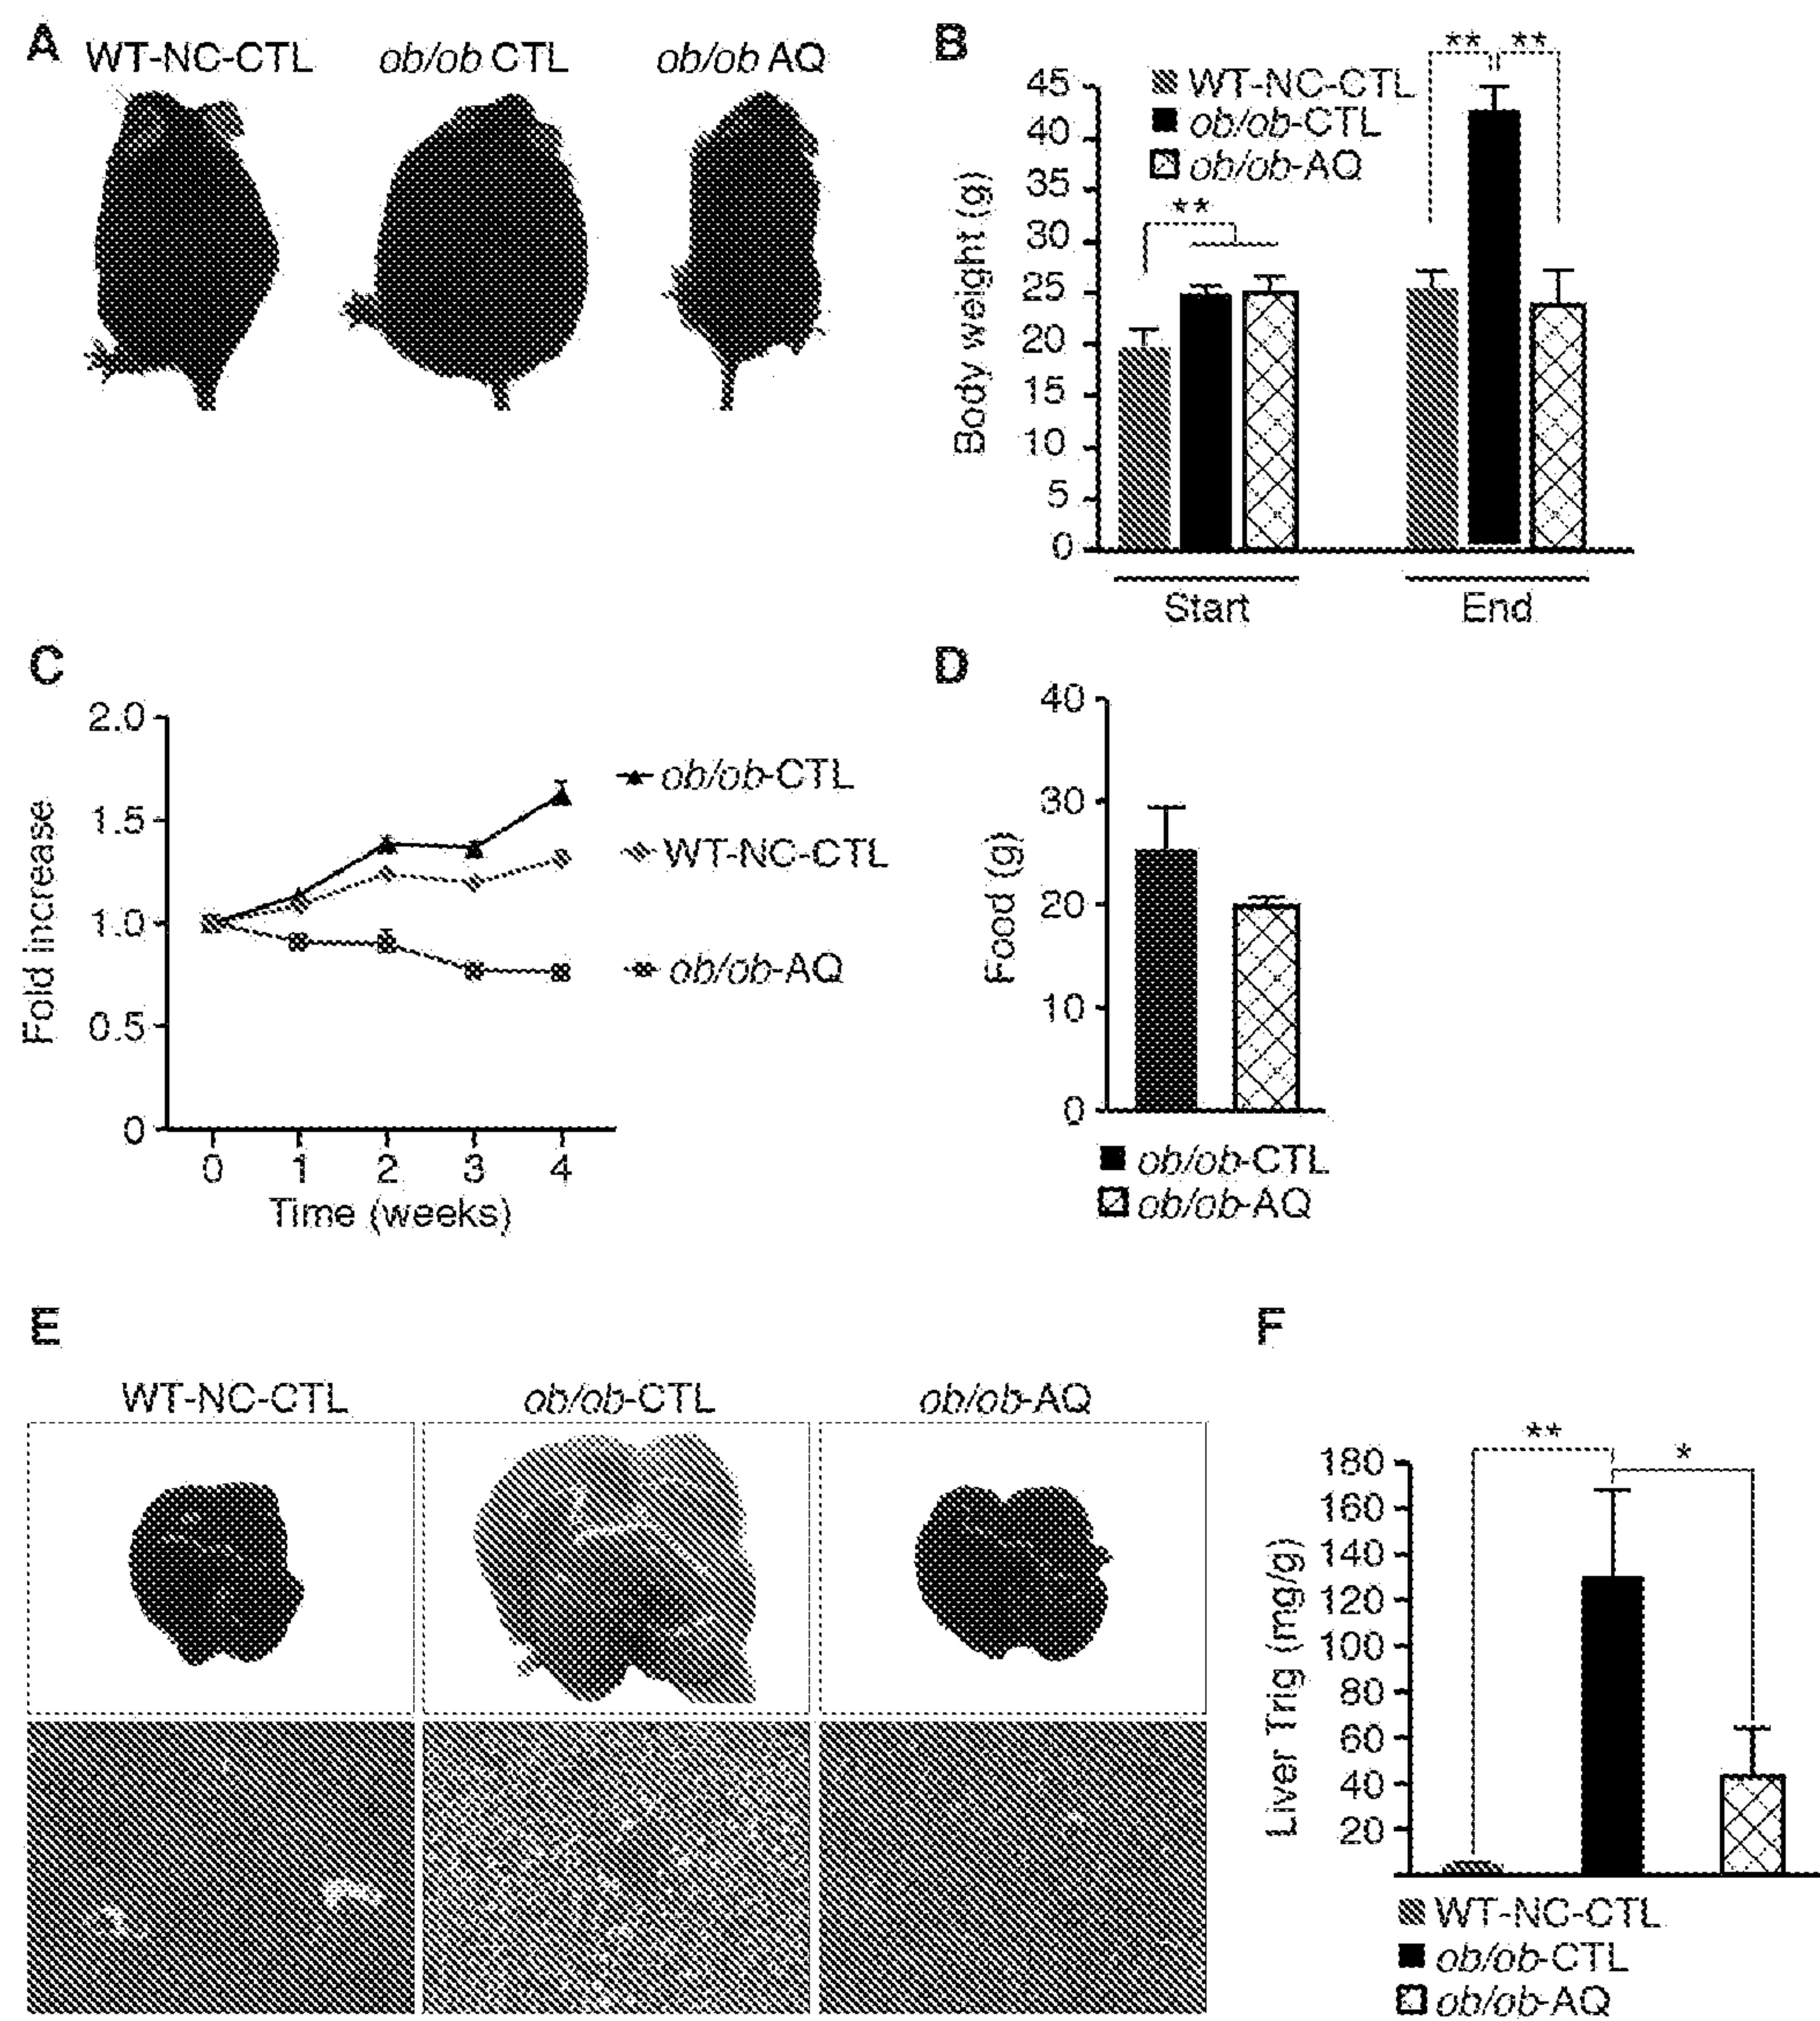 A
WT-NC-CTL ob/ob CTL ob/ob AQ
B
** **
WT-NC-CTL
ob/ob-CTL
ob/ob-AQ
**
Body weight (g)
45
40
35
30
25
20
15
10
5
0
Start End
C
Fold increase
2.0
1.5
1.0
0.5
0
ob/ob-CTL
WT-NC-CTL
ob/ob-AQ
0 1 2 3 4
Time (weeks)
D
Food (g)
40
30
20
10
0
ob/ob-CTL
ob/ob-AQ
E
WT-NC-CTL ob/ob-CTL ob/ob-AQ
F
** *
Liver Trig (mg/g)
180
160
140
120
100
80
60
40
20
WT-NC-CTL
ob/ob-CTL
ob/ob-AQ